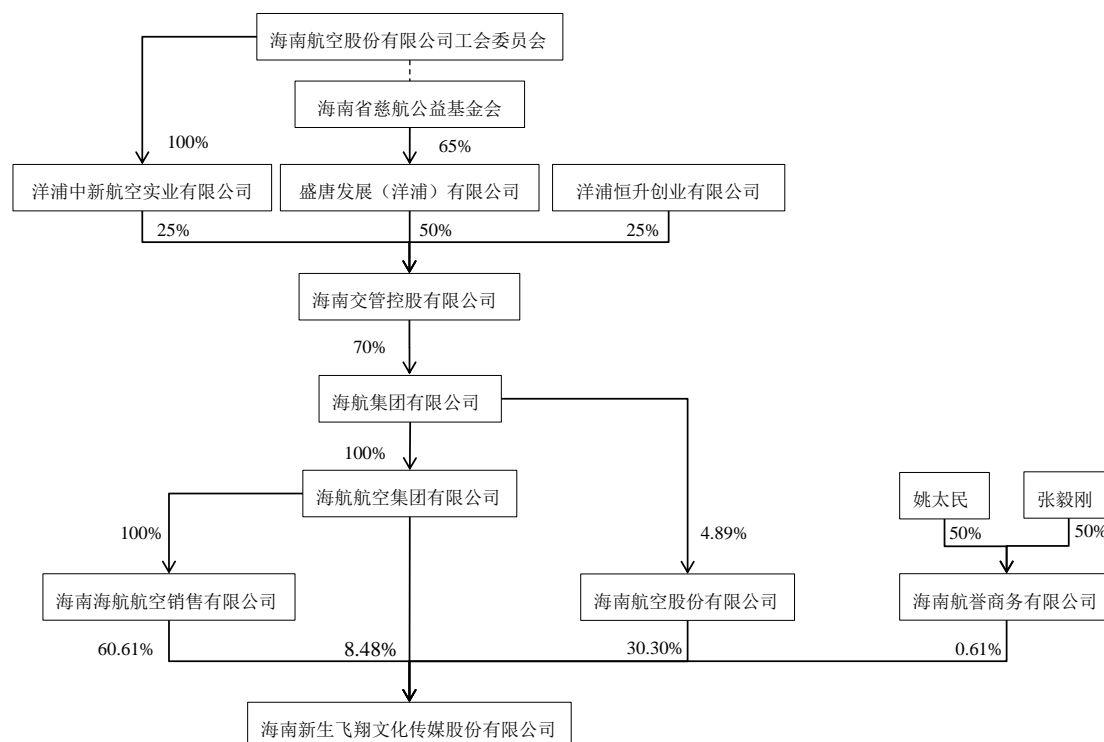 海南航空股份有限公司工会委员会
海南省慈航公益基金会
100%
65%
洋浦中新航空实业有限公司
盛唐发展（洋浦）有限公司
洋浦恒升创业有限公司
25%
50%
25%
海南交管控股有限公司
70%
海航集团有限公司
100%
海航航空集团有限公司
姚太民
张毅刚
100%
4.89%
50%
50%
海南海航航空销售有限公司
海南航空股份有限公司
海南航誉商务有限公司
60.61%
8.48%
30.30%
0.61%
海南新生飞翔文化传媒股份有限公司